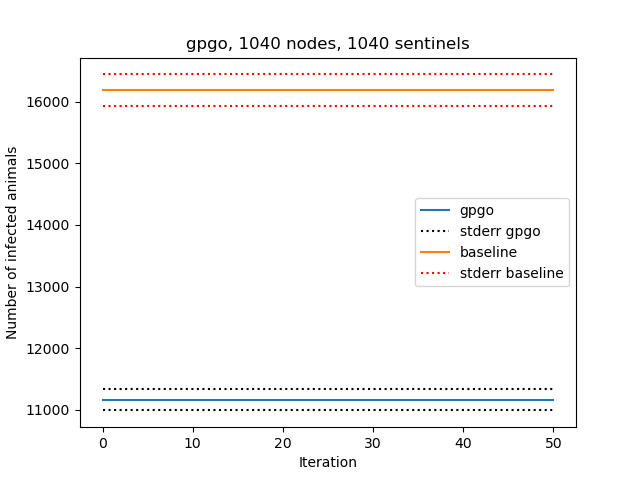 gpgo, 1040 nodes, 1040 sentinels
Number of infected animals
16000
15000
14000
13000
12000
11000
gpgo
stderr gpgo
baseline
stderr baseline
0 10 20 30 40 50
Iteration